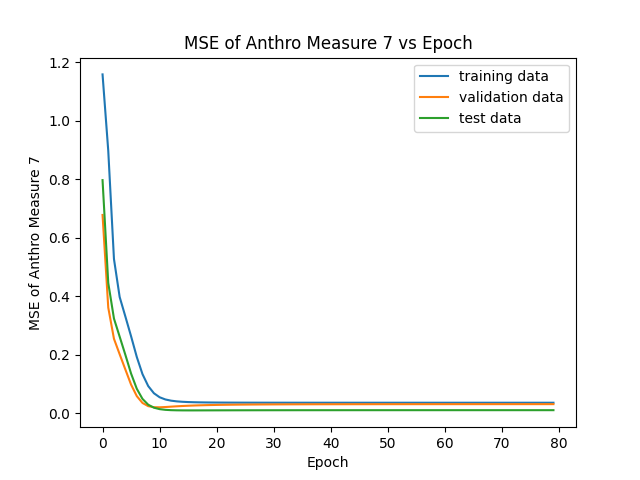 MSE of Anthro Measure 7 vs Epoch
training data
validation data
test data
MSE of Anthro Measure 7
1.2
1.0
0.8
0.6
0.4
0.2
0.0
0 10 20 30 40 50 60 70 80
Epoch